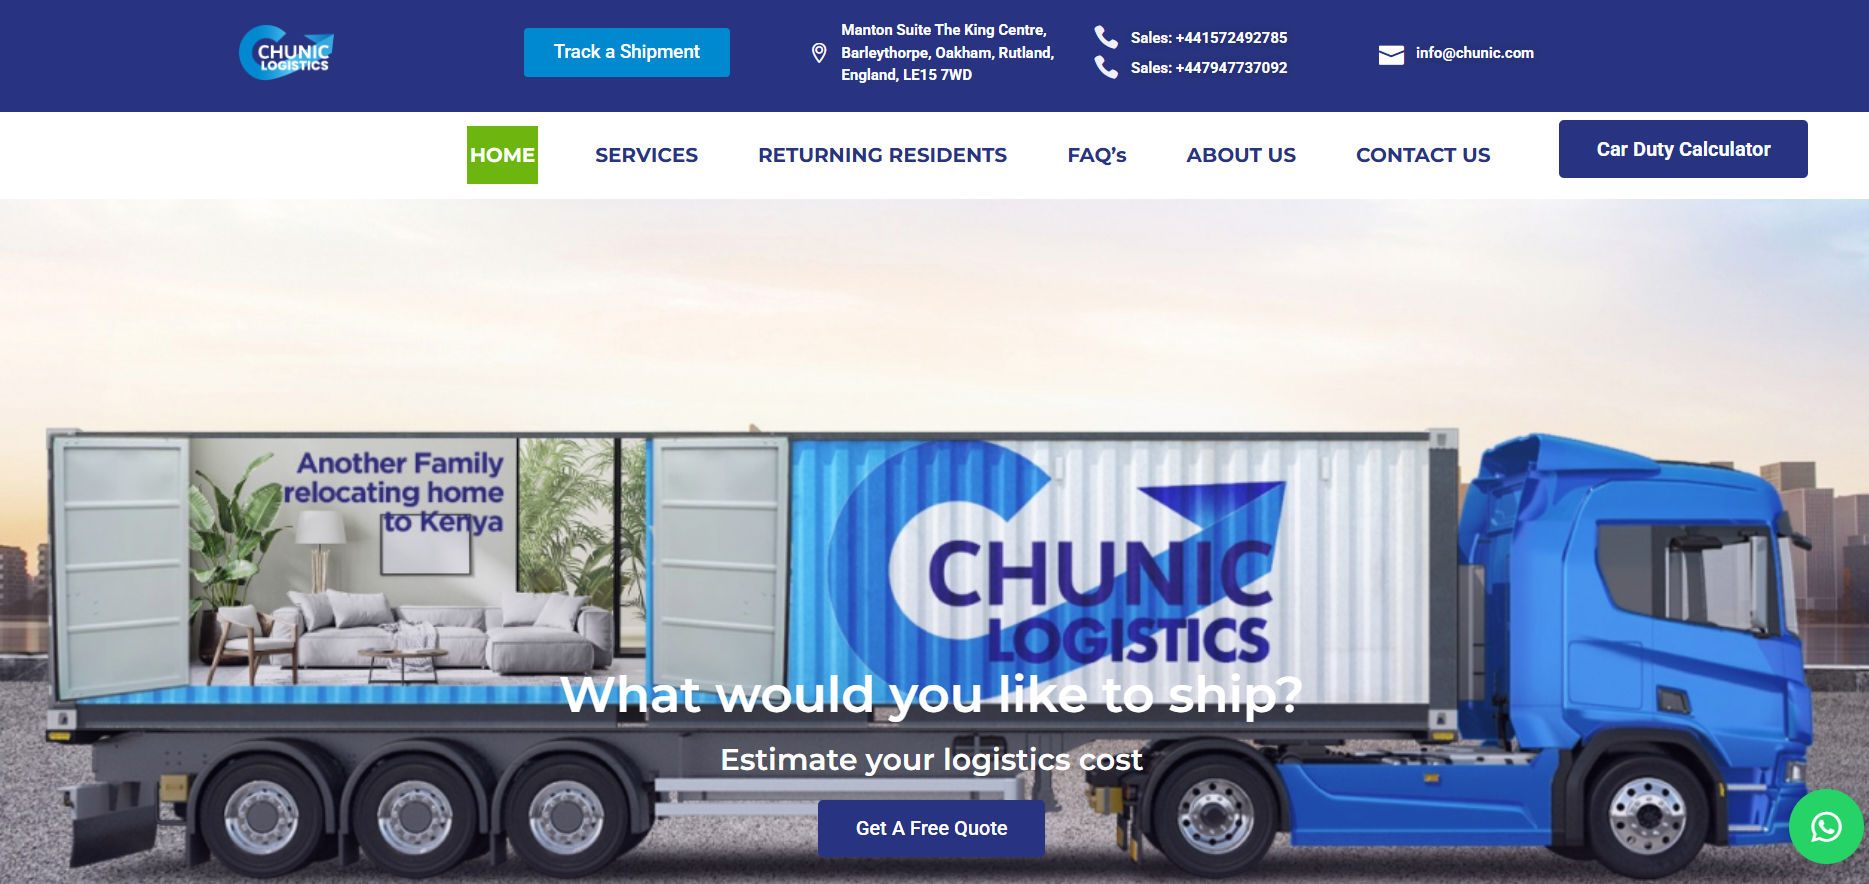 CHUNIC
LOGISTICS
Track a Shipment
Manton Suite The King Centre,
Barleythorpe, Oakham, Rutland,
England, LE15 7WD
Sales: +441572492785
Sales: +447947737092
info@chunic.com
HOME
SERVICES
RETURNING RESIDENTS
FAQ’s
ABOUT US
CONTACT US
Car Duty Calculator
Another Family
relocating home
to Kenya
CHUNIC
LOGISTICS
What would you like to ship?
Estimate your logistics cost
Get A Free Quote